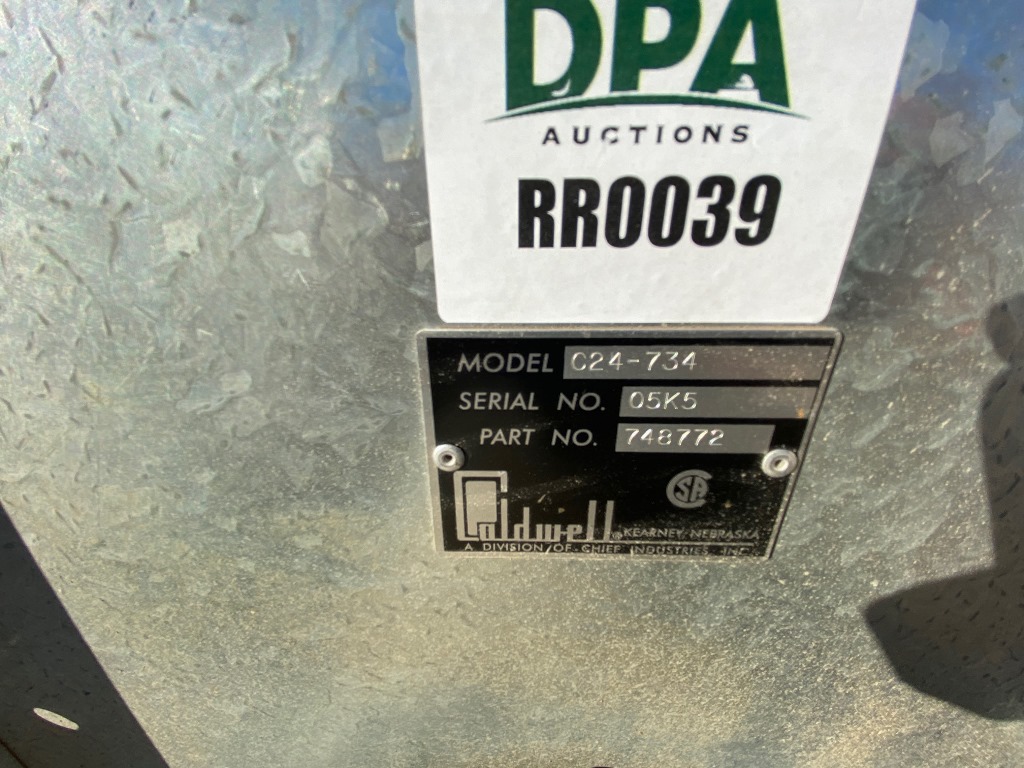 DPA
AUCTIONS
RR0039
MODEL C24-734
SERIAL NO. 05K5
PART NO. 748772
SP
Caldwell ® KEARNEY, NEBRASKA
A DIVISION OF CHIEF INDUSTRIES, INC.